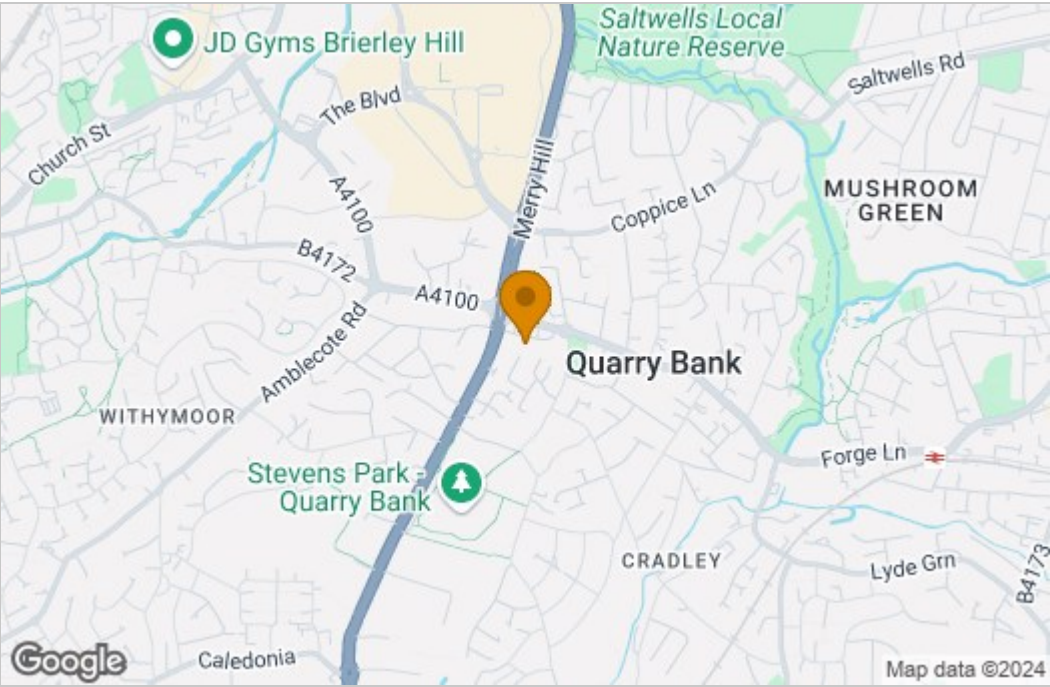 Saltwells Local
Nature Reserve
JD Gyms Brierley Hill
Saltwells Rd
The Blvd
Church St
Merry Hill
MUSHROOM
GREEN
A4100
Coppice Ln
B4172
A4100
Amblecote Rd
Quarry Bank
WITHYMOOR
Forge Ln
Stevens Park -
Quarry Bank
CRADLEY
Lyde Grn
B4173
Caledonia
Google
Map data ©2024